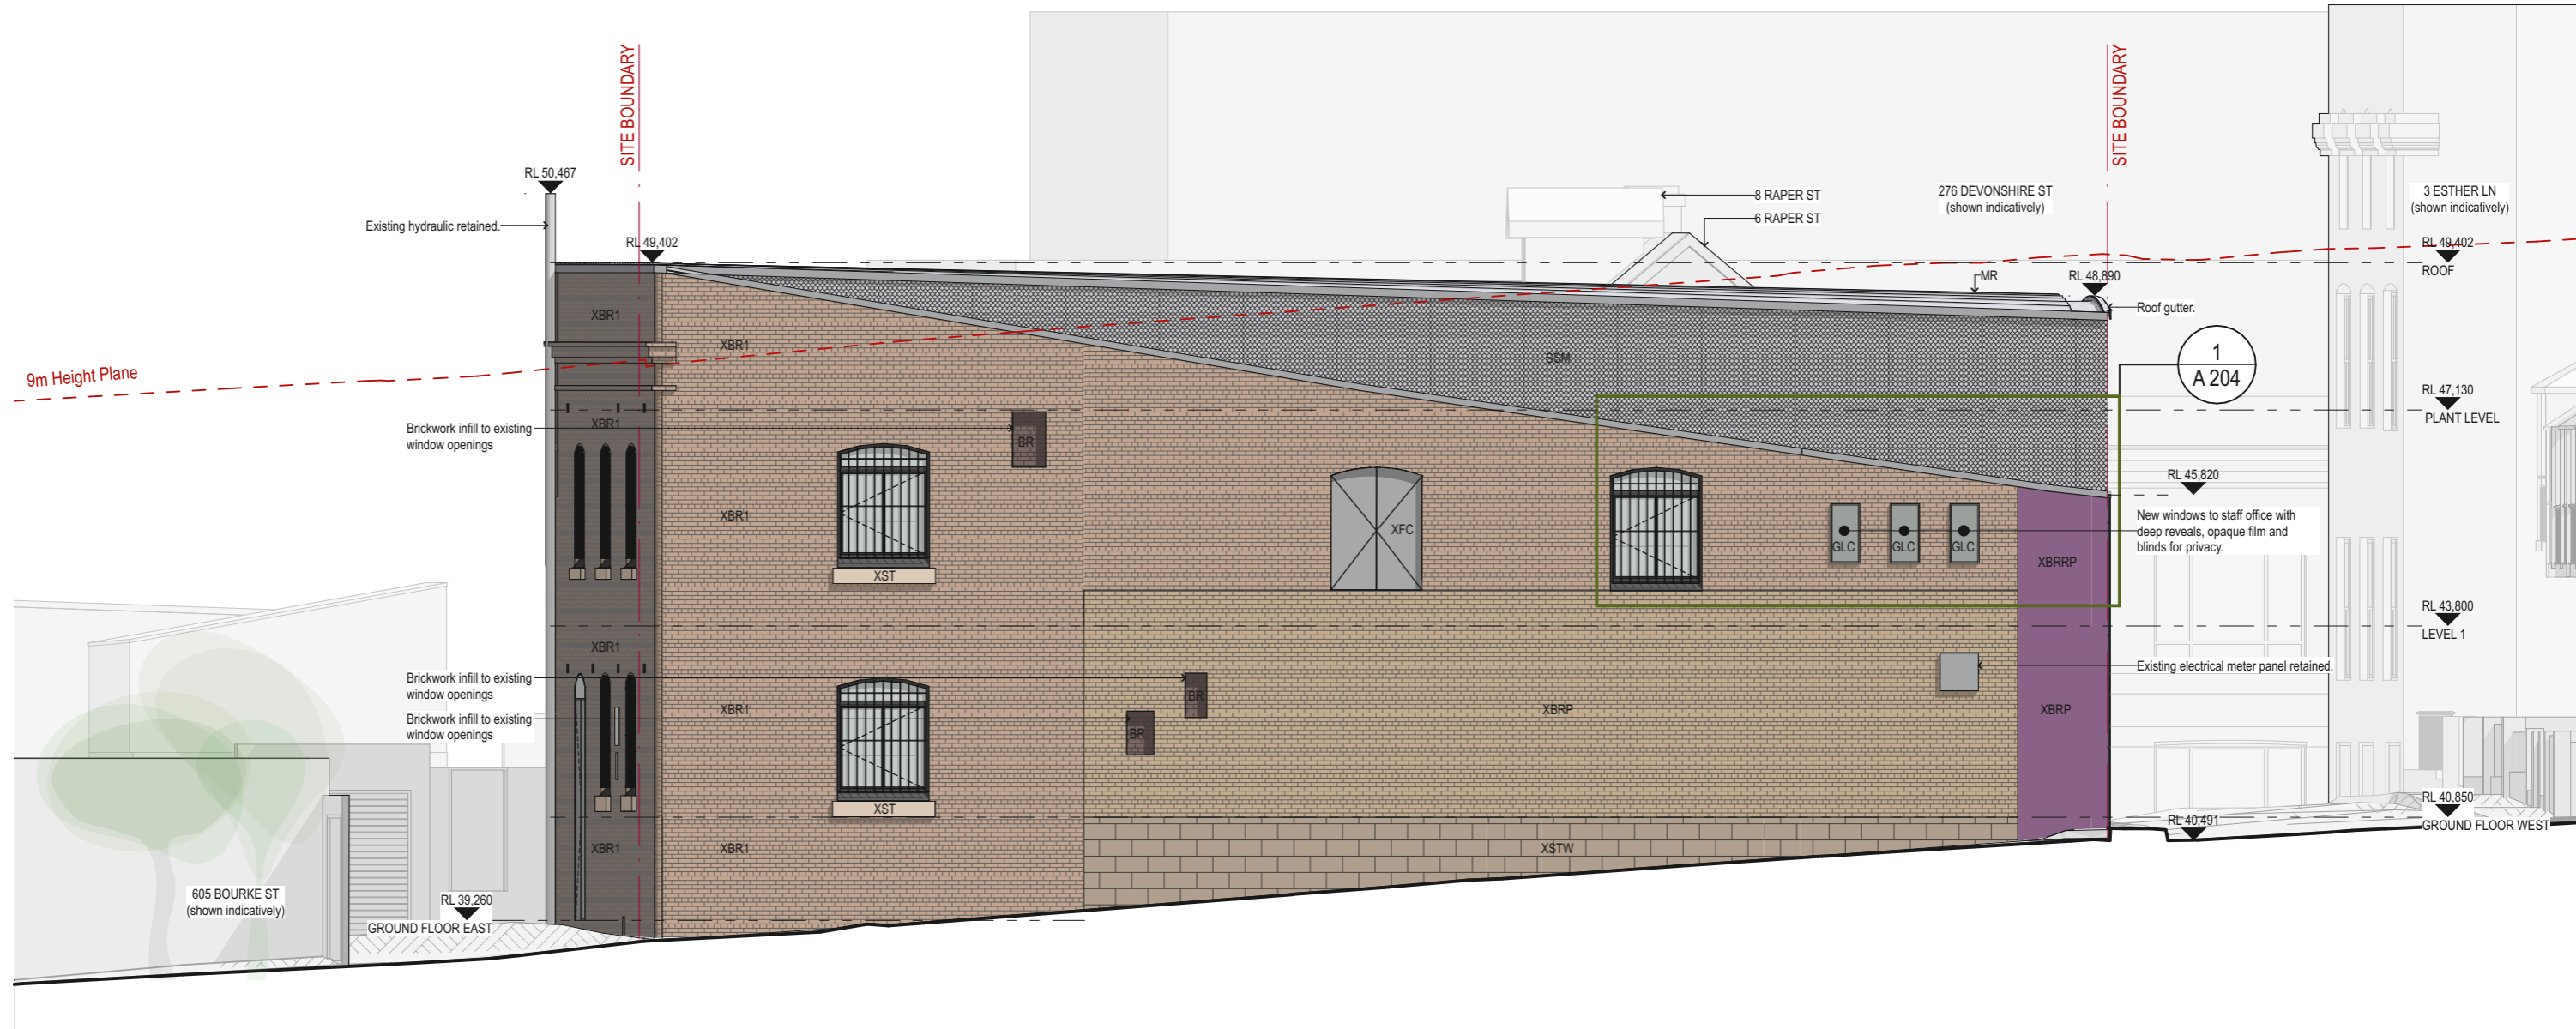 SITE BOUNDARY
SITE BOUNDARY
RL 50,467
Existing hydraulic retained.
RL 49,402
8 RAPER ST
6 RAPER ST
276 DEVONSHIRE ST
(shown indicatively)
3 ESTHER LN
(shown indicatively)
RL 49,402
ROOF
MR
RL 48,890
Roof gutter.
9m Height Plane
XBR1
XBR1
SSM
1
A 204
RL 47,130
PLANT LEVEL
XBR1
Brickwork infill to existing
window openings
BR
RL 45,820
New windows to staff office with
deep reveals, opaque film and
blinds for privacy.
XBR1
XFC
GLC
GLC
GLC
XBRRP
XST
RL 43,800
LEVEL 1
XBR1
Existing electrical meter panel retained.
Brickwork infill to existing
window openings
BR
XBR1
XBRP
XBRP
Brickwork infill to existing
window openings
BR
XST
RL 40,850
GROUND FLOOR WEST
RL 40,491
XBR1
XBR1
XSTW
605 BOURKE ST
(shown indicatively)
RL 39,260
GROUND FLOOR EAST